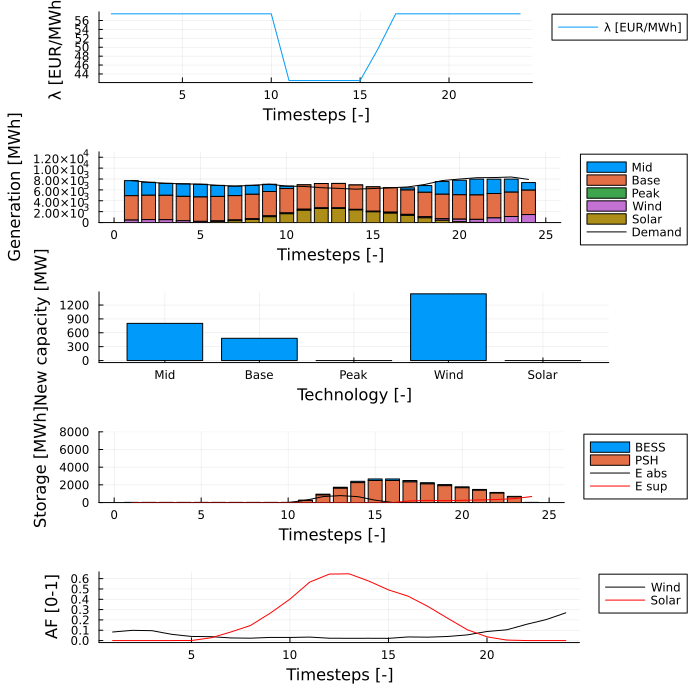 λ [EUR/MWh]
56
54
50
48
46
44
5
10
15
20
Timesteps [-]
λ [EUR/MWh]
Generation [MWh]
1.20×10⁴
1.00×10⁴
8.00×10³
6.00×10³
4.00×10³
2.00×10³
0
0
5
10
15
20
25
Timesteps [-]
Mid
Base
Peak
Wind
Solar
Demand
New capacity [MW]
1200
900
600
300
0
Mid
Base
Peak
Wind
Solar
Technology [-]
Storage [MWh]
8000
6000
4000
2000
0
0
5
10
15
20
25
Timesteps [-]
BESS
PSH
E abs
E sup
AF [0-1]
0.6
0.5
0.4
0.3
0.2
0.1
0.0
5
10
15
20
Timesteps [-]
Wind
Solar